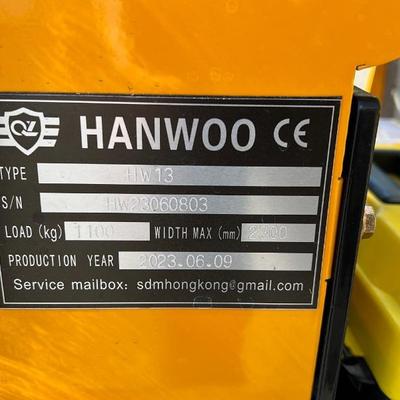 HANWOO CE
TYPE HW13
S/N HW23060803
LOAD (kg) 1100 WIDTH MAX (mm) 2300
PRODUCTION YEAR 2023.06.09
Service mailbox: sdmhongkong@gmail.com